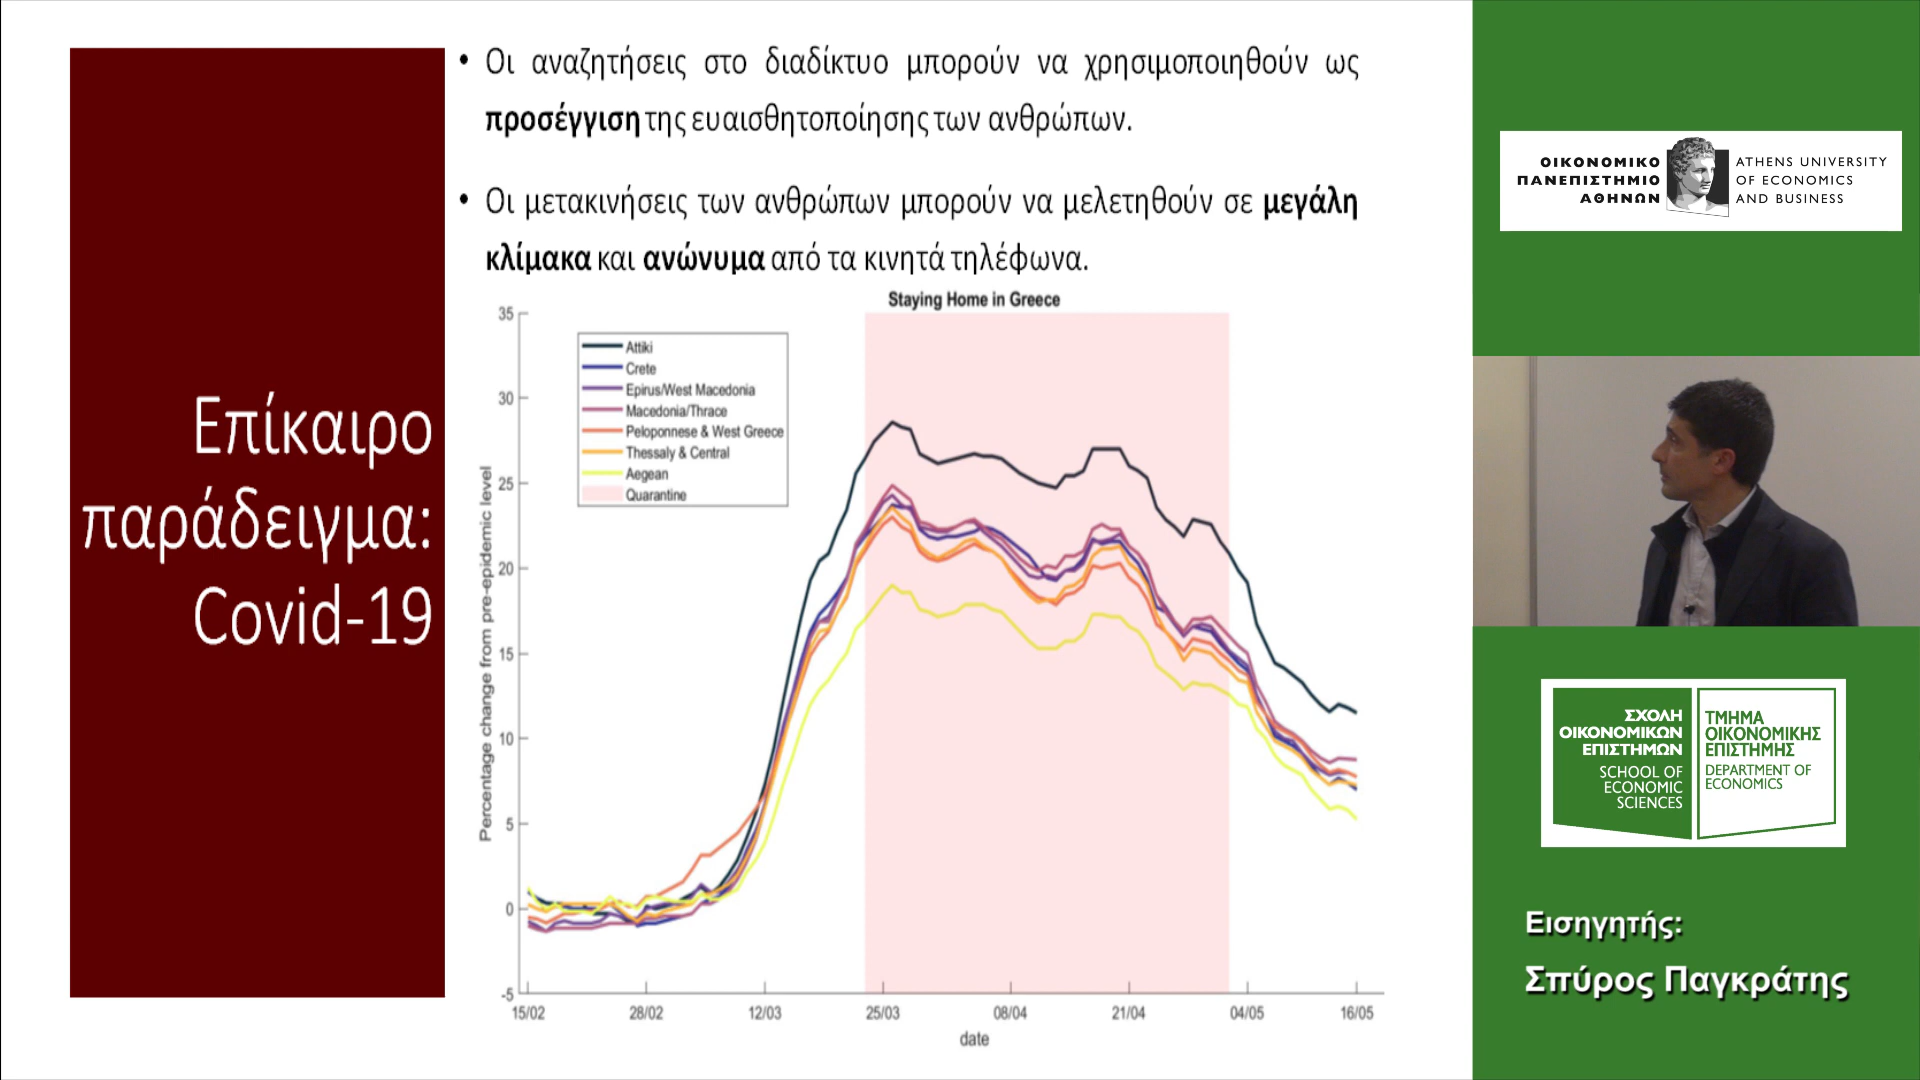 Επίκαιρο
παράδειγμα:
Covid-19
• Οι αναζητήσεις στο διαδίκτυο μπορούν να χρησιμοποιηθούν ως
προσέγγιση της ευαισθητοποίησης των ανθρώπων.
• Οι μετακινήσεις των ανθρώπων μπορούν να μελετηθούν σε μεγάλη
κλίμακα και ανώνυμα από τα κινητά τηλέφωνα.
Staying Home in Greece
Percentage change from pre-epidemic level
35
30
25
20
15
10
5
0
-5
Attiki
Crete
Epirus/West Macedonia
Macedonia/Thrace
Peloponnese & West Greece
Thessaly & Central
Aegean
Quarantine
15/02 28/02 12/03 25/03 08/04 21/04 04/05 16/05
date
ΟΙΚΟΝΟΜΙΚΟ
ΠΑΝΕΠΙΣΤΗΜΙΟ
ΑΘΗΝΩΝ
ATHENS UNIVERSITY
OF ECONOMICS
AND BUSINESS
ΣΧΟΛΗ
ΟΙΚΟΝΟΜΙΚΩΝ
ΕΠΙΣΤΗΜΩΝ
SCHOOL OF
ECONOMIC
SCIENCES
ΤΜΗΜΑ
ΟΙΚΟΝΟΜΙΚΗΣ
ΕΠΙΣΤΗΜΗΣ
DEPARTMENT OF
ECONOMICS
Εισηγητής:
Σπύρος Παγκράτης